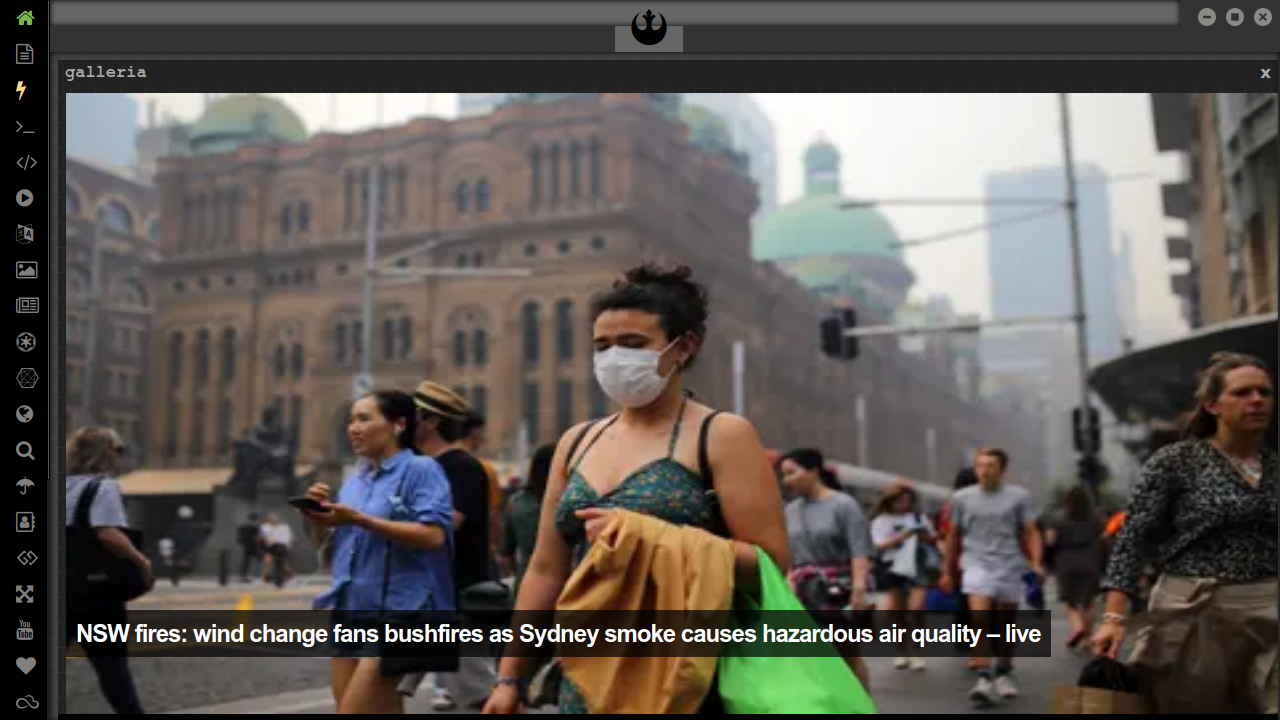 galleria
x
NSW fires: wind change fans bushfires as Sydney smoke causes hazardous air quality – live
You
Tube